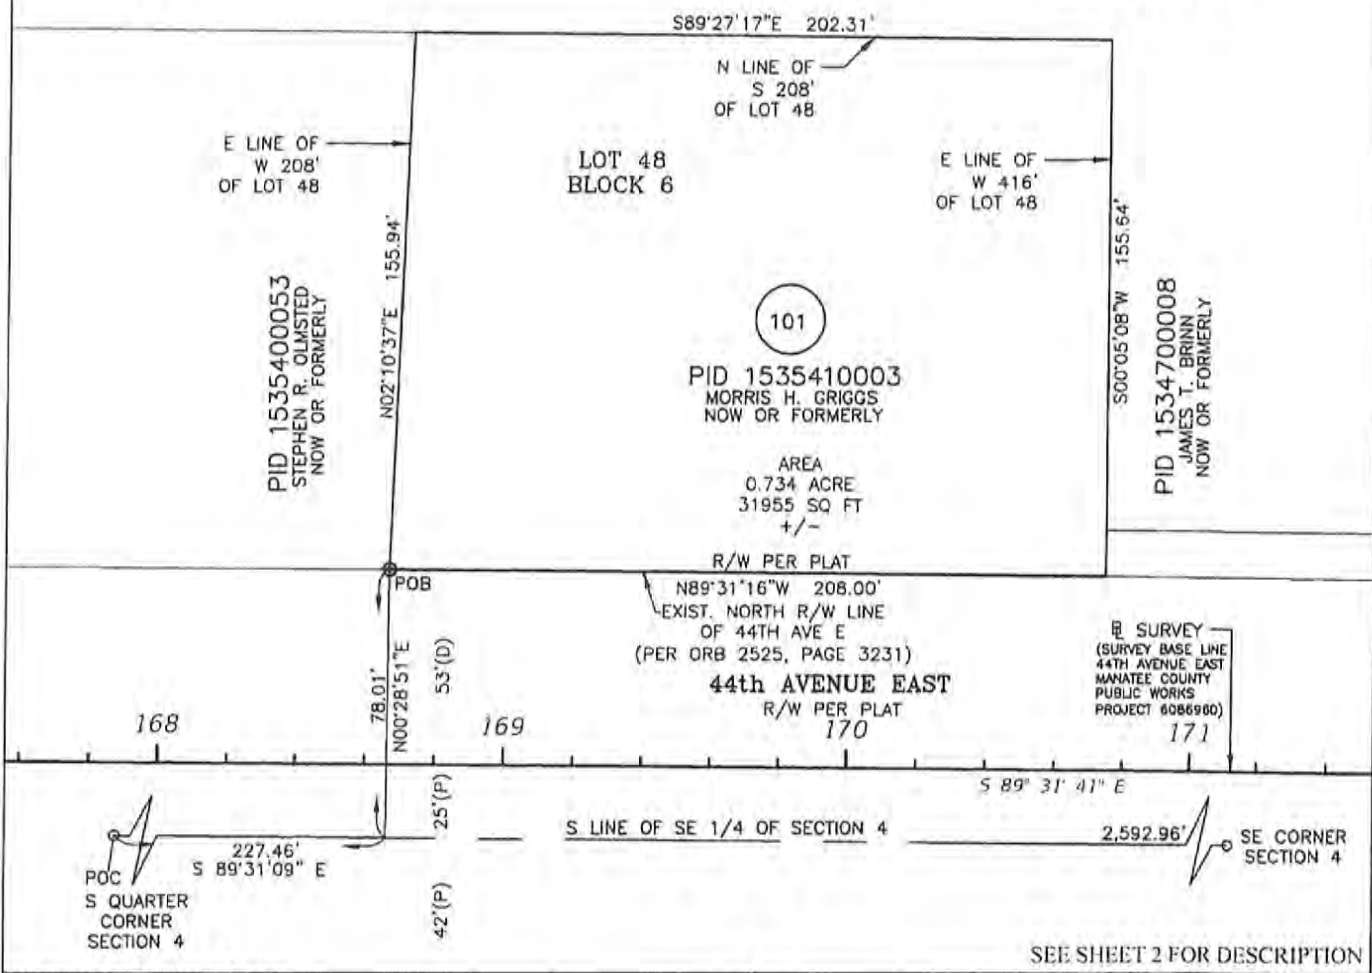 S89°27'17"E 202.31'
N LINE OF
S 208'
OF LOT 48
E LINE OF
W 208'
OF LOT 48
LOT 48
BLOCK 6
E LINE OF
W 416'
OF LOT 48
N02°10'37"E 155.94'
S00°05'08"W 155.64'
PID 1535400053
STEPHEN R. OLMSTED
NOW OR FORMERLY
101
PID 1535410003
MORRIS H. GRIGGS
NOW OR FORMERLY
PID 1534700008
JAMES T. BRINN
NOW OR FORMERLY
AREA
0.734 ACRE
31955 SQ FT
+/-
R/W PER PLAT
POB
N89°31'16"W 208.00'
EXIST. NORTH R/W LINE
OF 44TH AVE E
(PER ORB 2525, PAGE 3231)
44th AVENUE EAST
R/W PER PLAT
BL SURVEY
(SURVEY BASE LINE
44TH AVENUE EAST
MANATEE COUNTY
PUBLIC WORKS
PROJECT 6086960)
78.01'
N00°28'51"E
53'(D)
168
169
170
171
S 89° 31' 41" E
25'(P)
S LINE OF SE 1/4 OF SECTION 4
2,592.96'
SE CORNER
SECTION 4
227.46'
S 89°31'09" E
POC
S QUARTER
CORNER
SECTION 4
42'(P)
SEE SHEET 2 FOR DESCRIPTION